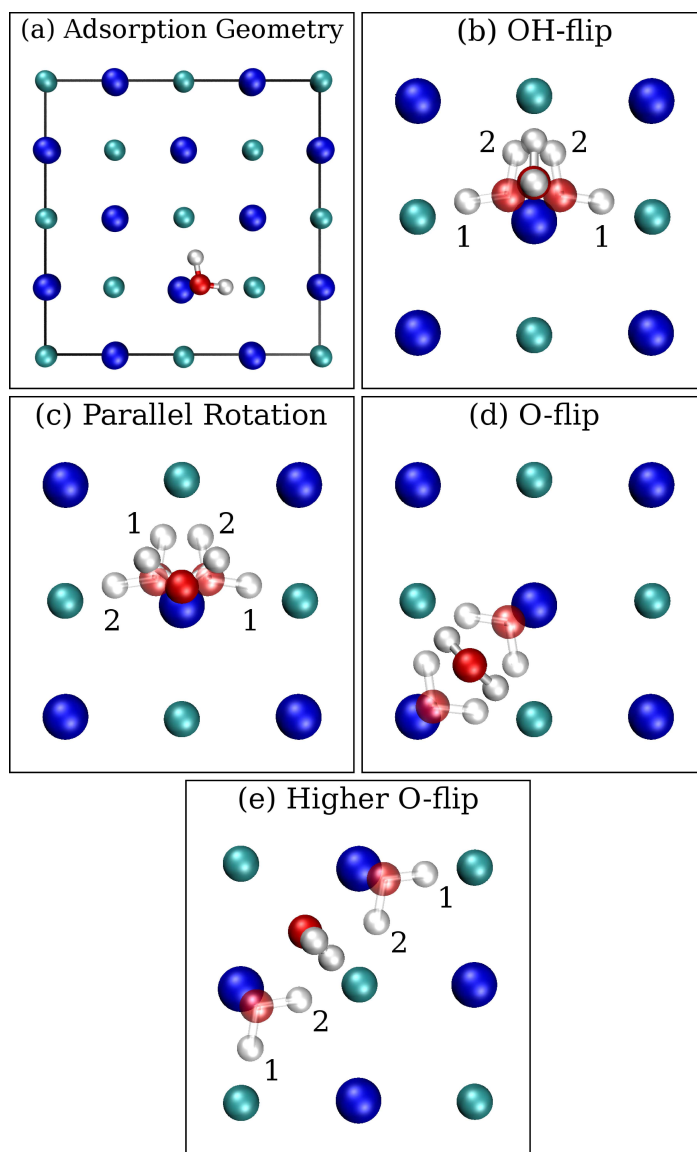 (a) Adsorption Geometry
(b) OH-flip
2 2
1 1
(c) Parallel Rotation
1 2
2 1
(d) O-flip
(e) Higher O-flip
1
2
2
1